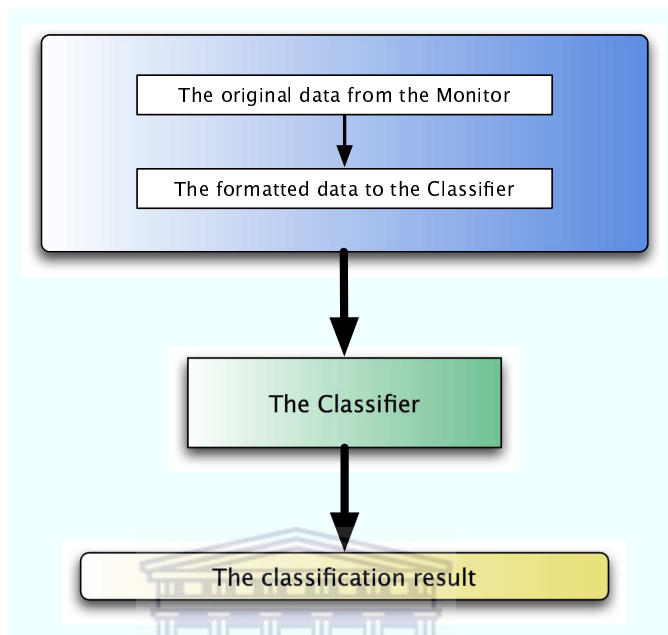 The original data from the Monitor
The formatted data to the Classifier
The Classifier
The classification result